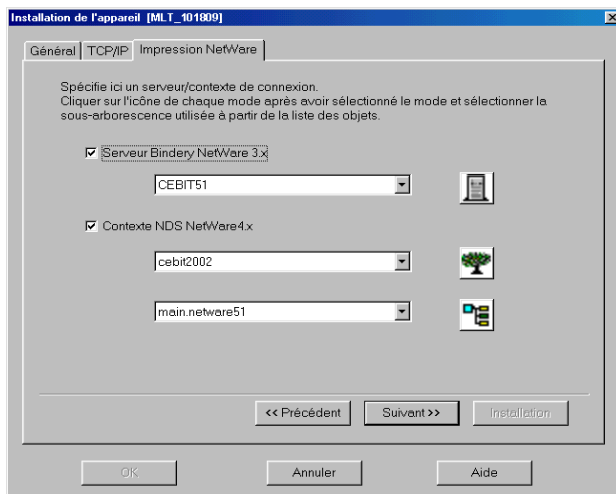 Installation de l'appareil [MLT_101809]
Général TCP/IP Impression NetWare
Spécifie ici un serveur/contexte de connexion.
Cliquer sur l'icône de chaque mode après avoir sélectionné le mode et sélectionner la
sous-arborescence utilisée à partir de la liste des objets.
Serveur Bindery NetWare 3.x
CEBIT51
Contexte NDS NetWare4.x
cebit2002
main.netware51
<< Précédent Suivant >> Installation
OK Annuler Aide